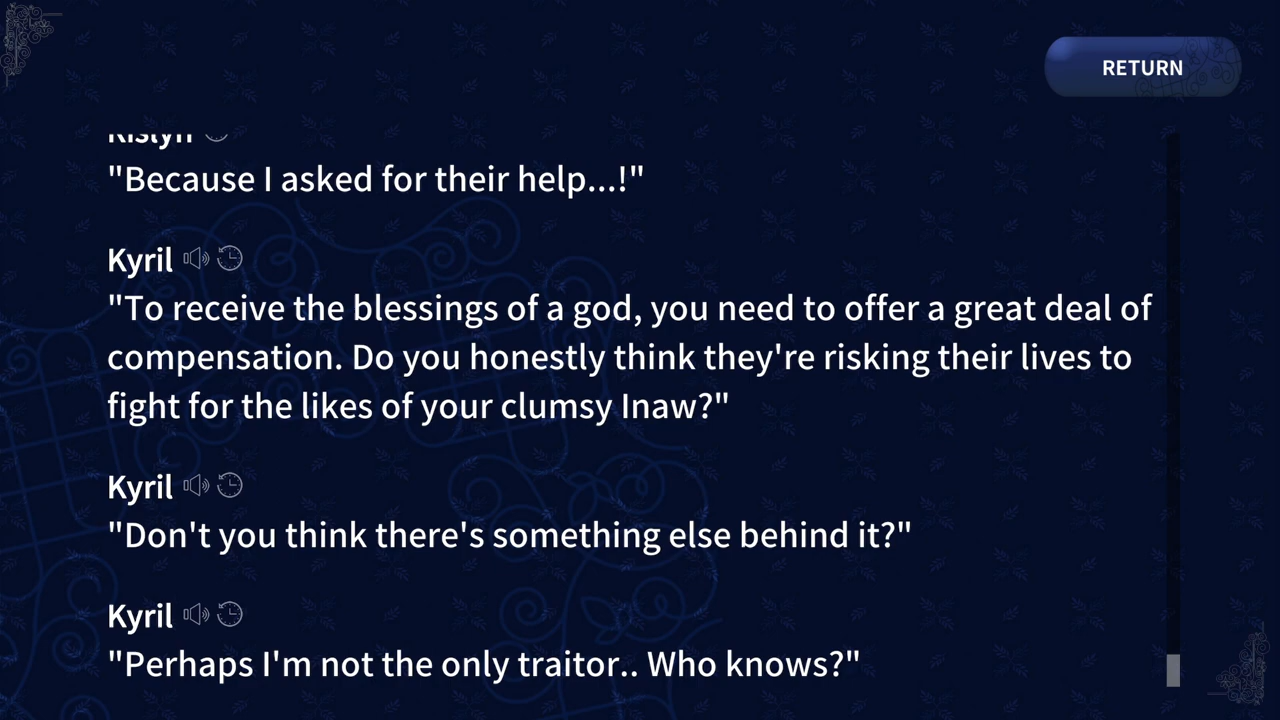 RETURN
Kislyn
"Because I asked for their help...!"
Kyril
"To receive the blessings of a god, you need to offer a great deal of
compensation. Do you honestly think they're risking their lives to
fight for the likes of your clumsy Inaw?"
Kyril
"Don't you think there's something else behind it?"
Kyril
"Perhaps I'm not the only traitor.. Who knows?"